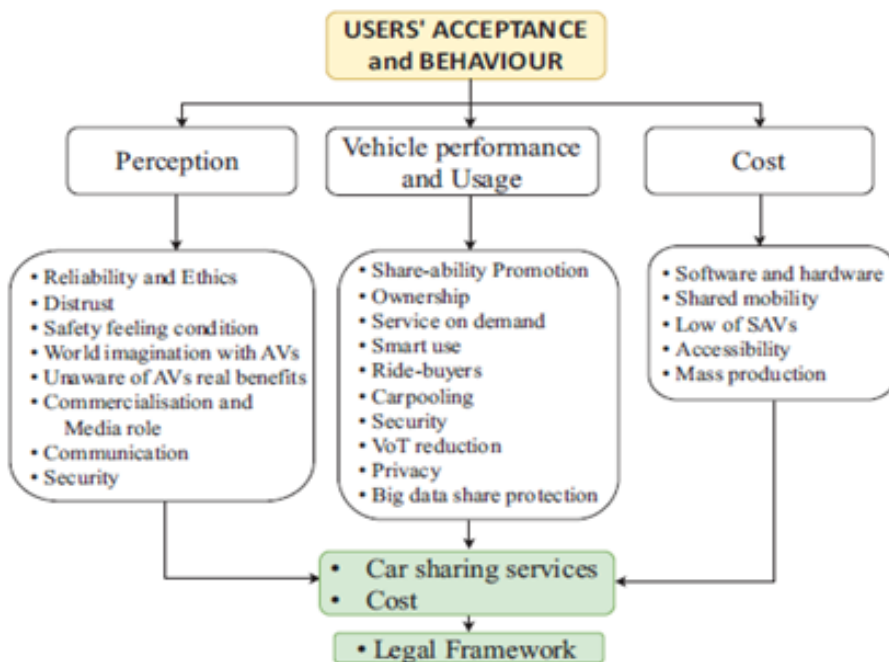 USERS' ACCEPTANCE
and BEHAVIOUR
Perception
Vehicle performance
and Usage
Cost
• Reliability and Ethics
• Distrust
• Safety feeling condition
• World imagination with AVs
• Unaware of AVs real benefits
• Commercialisation and
Media role
• Communication
• Security
• Share-ability Promotion
• Ownership
• Service on demand
• Smart use
• Ride-buyers
• Carpooling
• Security
• VoT reduction
• Privacy
• Big data share protection
• Software and hardware
• Shared mobility
• Low of SAVs
• Accessibility
• Mass production
• Car sharing services
• Cost
• Legal Framework